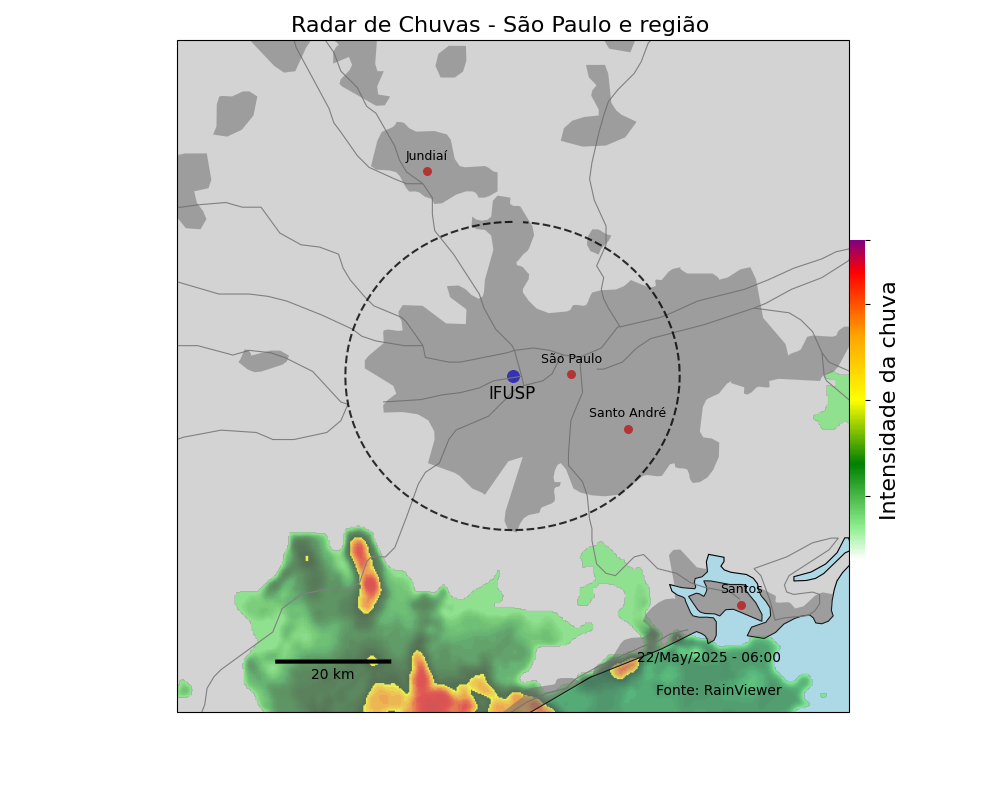 Radar de Chuvas - São Paulo e região
Jundiaí
São Paulo
IFUSP
Santo André
Intensidade da chuva
Santos
22/May/2025 - 06:00
20 km
Fonte: RainViewer